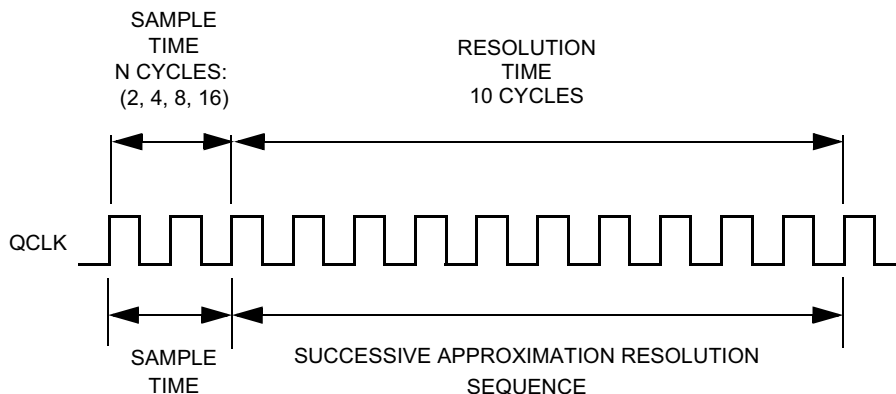 SAMPLE
TIME
N CYCLES:
(2, 4, 8, 16)
RESOLUTION
TIME
10 CYCLES
QCLK
SAMPLE
TIME
SUCCESSIVE APPROXIMATION RESOLUTION
SEQUENCE